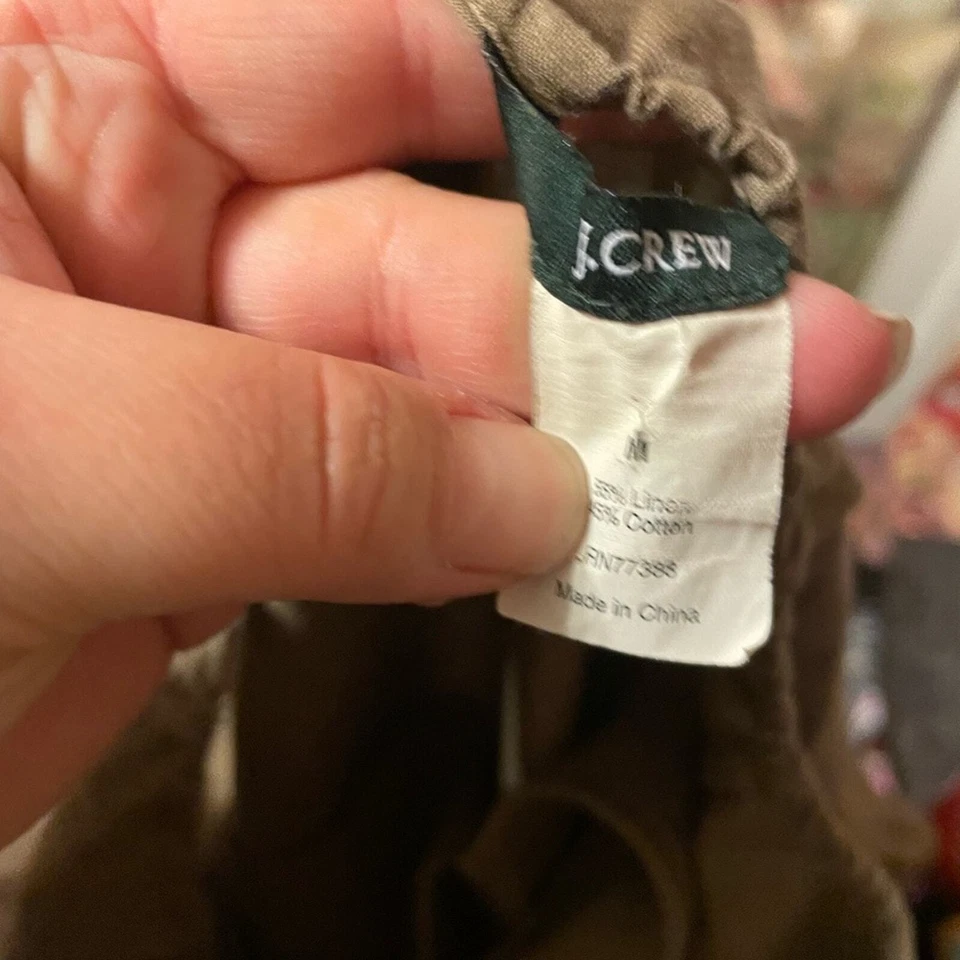 J.CREW
M
55% Linen
45% Cotton
RN77388
Made in China